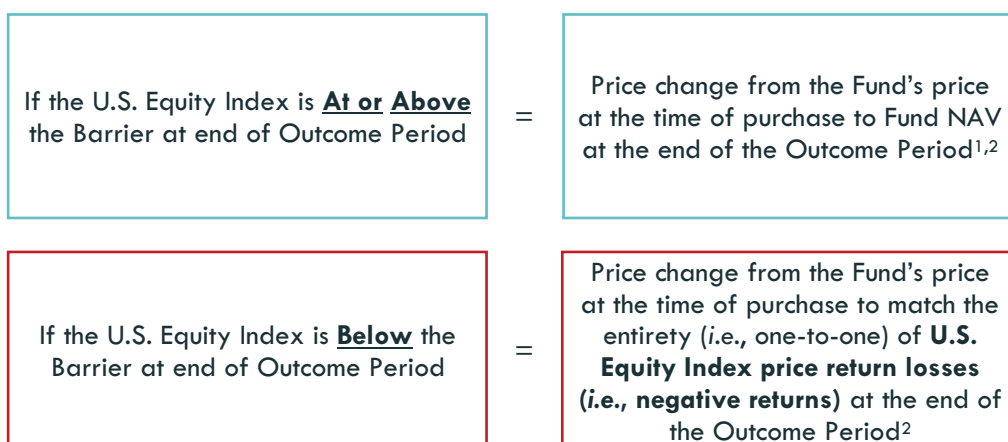 If the U.S. Equity Index is At or Above
the Barrier at end of Outcome Period
=
Price change from the Fund’s price
at the time of purchase to Fund NAV
at the end of the Outcome Period1,2
If the U.S. Equity Index is Below the
Barrier at end of Outcome Period
=
Price change from the Fund’s price
at the time of purchase to match the
entirety (i.e., one-to-one) of U.S.
Equity Index price return losses
(i.e., negative returns) at the end of
the Outcome Period2